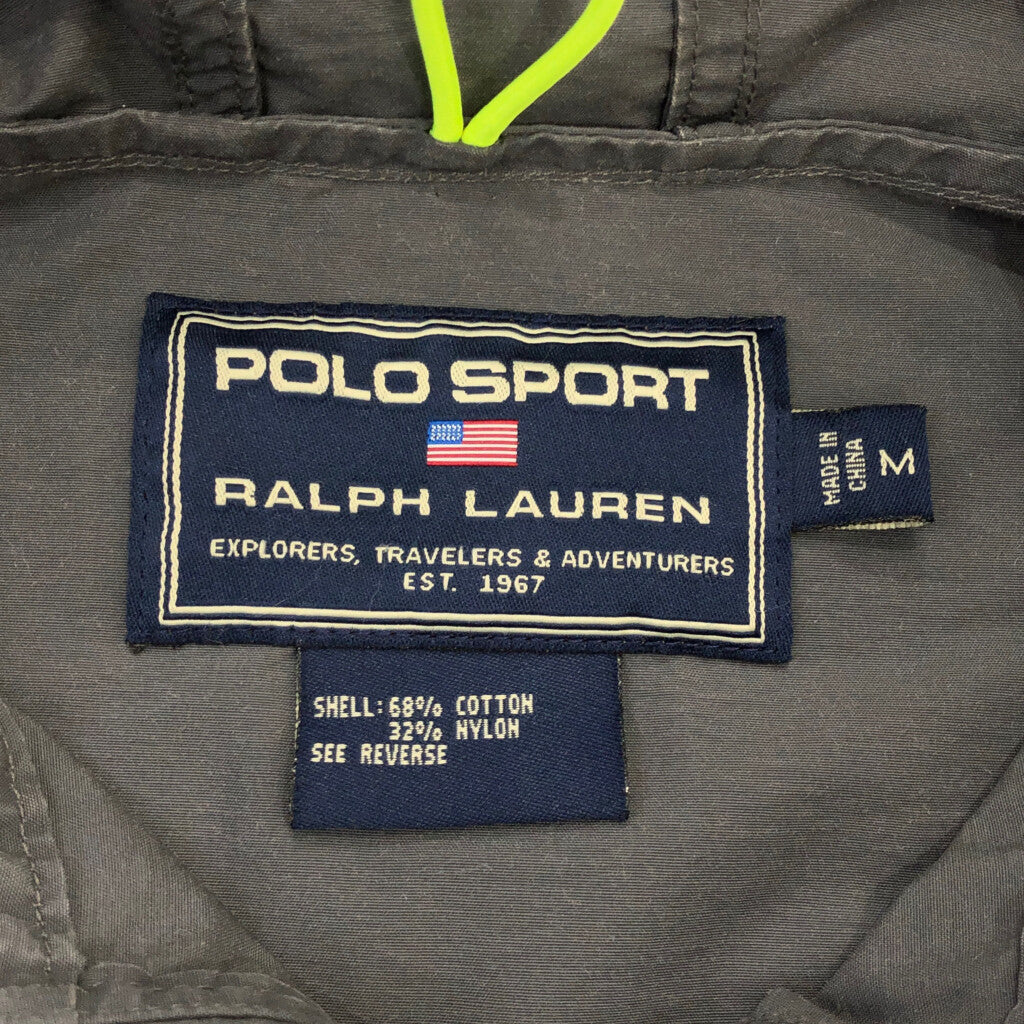 POLO SPORT
RALPH LAUREN
EXPLORERS, TRAVELERS & ADVENTURERS
EST. 1967
MADE IN
CHINA
M
SHELL: 68% COTTON
32% NYLON
SEE REVERSE